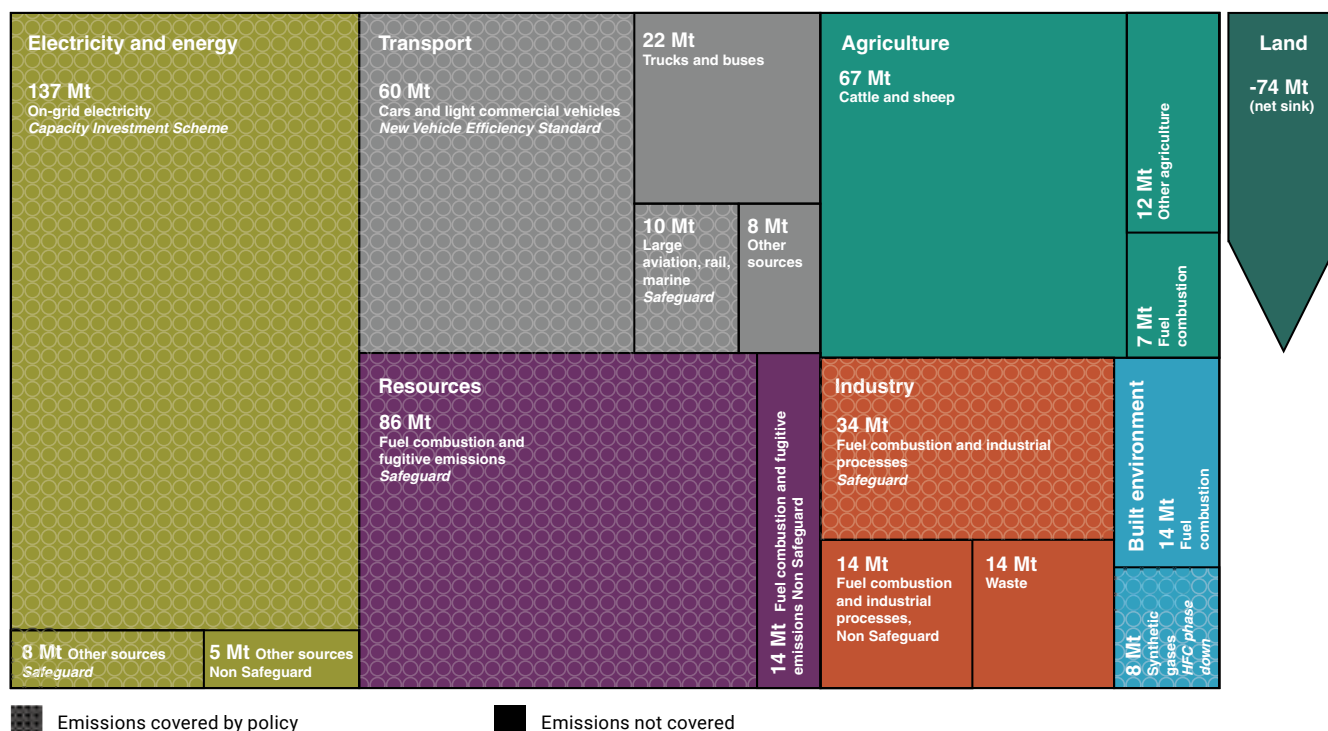 Electricity and energy
137 Mt
On-grid electricity
Capacity Investment Scheme
8 Mt Other sources
Safeguard
5 Mt Other sources
Non Safeguard
Transport
60 Mt
Cars and light commercial vehicles
New Vehicle Efficiency Standard
22 Mt
Trucks and buses
10 Mt
Large
aviation, rail,
marine
Safeguard
8 Mt
Other
sources
Resources
86 Mt
Fuel combustion and
fugitive emissions
Safeguard
14 Mt Fuel combustion and fugitive
emissions Non Safeguard
Agriculture
67 Mt
Cattle and sheep
12 Mt
Other agriculture
7 Mt
Fuel
combustion
Industry
34 Mt
Fuel combustion and industrial
processes
Safeguard
14 Mt
Fuel combustion
and industrial
processes,
Non Safeguard
14 Mt
Waste
Built environment
14 Mt
Fuel
combustion
8 Mt
Synthetic
gases
HFC phase
down
Land
-74 Mt
(net sink)
Emissions covered by policy
Emissions not covered